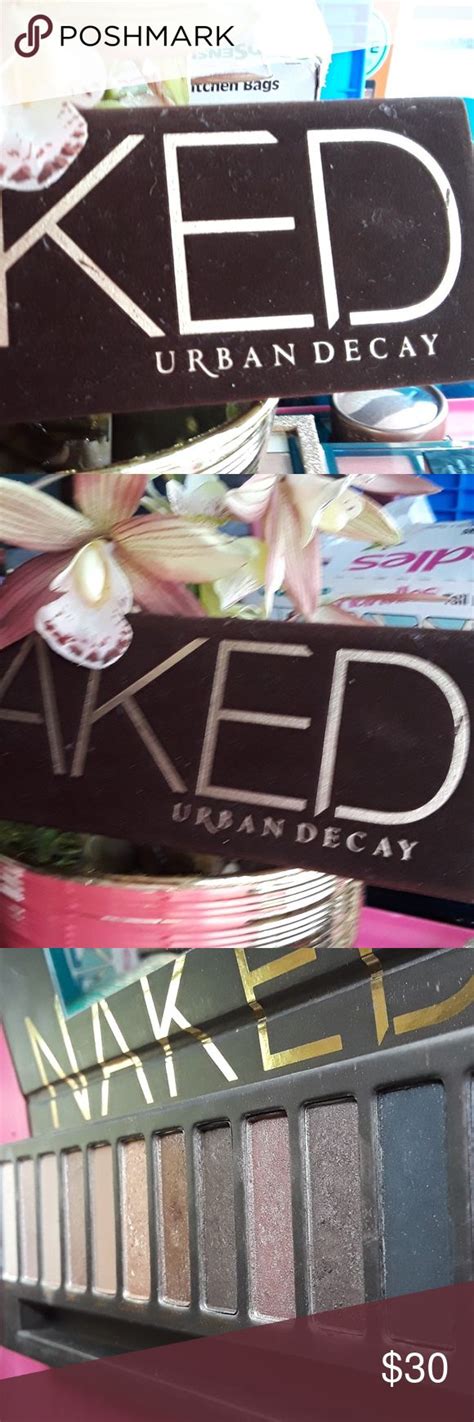 POSHMARK
itchen Bags
KED
URBAN DECAY
AKED
URBAN DECAY
NAKED
$30